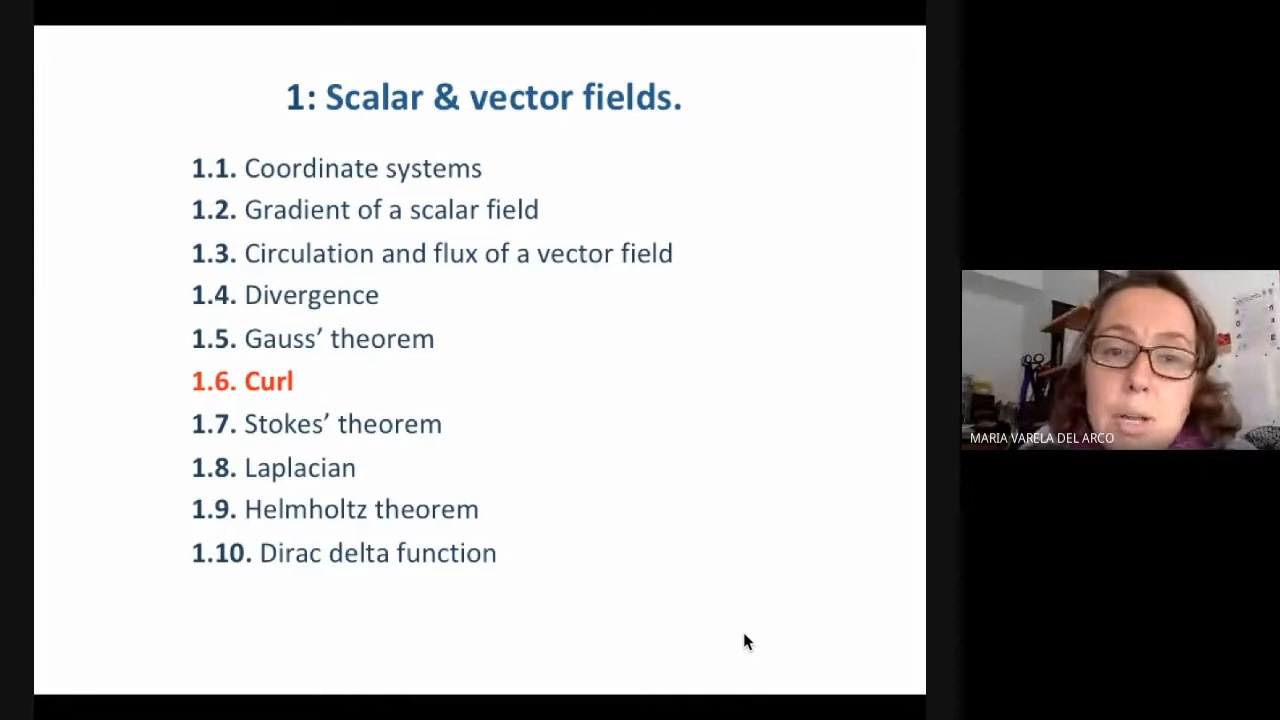 1: Scalar & vector fields.
1.1. Coordinate systems
1.2. Gradient of a scalar field
1.3. Circulation and flux of a vector field
1.4. Divergence
1.5. Gauss’ theorem
1.6. Curl
1.7. Stokes’ theorem
1.8. Laplacian
1.9. Helmholtz theorem
1.10. Dirac delta function
MARIA VARELA DEL ARCO